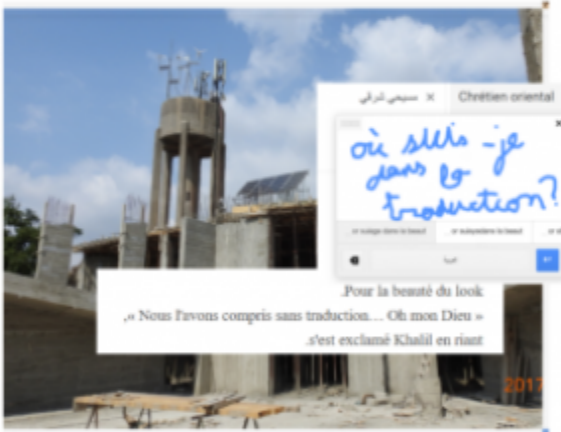 مسيحي شرقي × Chrétien oriental
où suis-je
dans la
traduction?
.Pour la beauté du look
,« Nous l'avons compris sans traduction… Oh mon Dieu »
.s'est exclamé Khalil en riant
2017